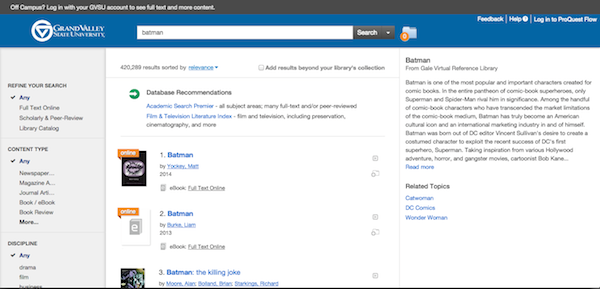 Off Campus? Log in with your GVSU account to see full text and more content.
Feedback | Help | Log in to ProQuest Flow
GRAND VALLEY
STATE UNIVERSITY
batman
Search
0
420,289 results sorted by relevance
Add results beyond your library's collection
REFINE YOUR SEARCH
Any
Full Text Online
Scholarly & Peer-Review
Library Catalog
CONTENT TYPE
Any
Newspaper...
Magazine A...
Journal Arti...
Book / eBook
Book Review
More...
DISCIPLINE
Any
drama
film
business
Database Recommendations
Academic Search Premier - all subject areas; many full-text and/or peer-reviewed
Film & Television Literature Index - film and television, including preservation,
cinematography, and more
online
1. Batman
by Yockey, Matt
2014
eBook: Full Text Online
online
2. Batman
by Burke, Liam
2013
eBook: Full Text Online
3. Batman: the killing joke
by Moore, Alan; Bolland, Brian; Starkings, Richard
Batman
From Gale Virtual Reference Library
Batman is one of the most popular and important characters created for
comic books. In the entire pantheon of comic-book superheroes, only
Superman and Spider-Man rival him in significance. Among the handful
of comic-book characters who have transcended the market limitations
of the comic-book medium, Batman has truly become an American
cultural icon and an international marketing industry in and of himself.
Batman was born out of DC editor Vincent Sullivan's desire to create a
costumed character to exploit the recent success of DC's first
superhero, Superman. Taking inspiration from various Hollywood
adventure, horror, and gangster movies, cartoonist Bob Kane...
Read more
Related Topics
Catwoman
DC Comics
Wonder Woman